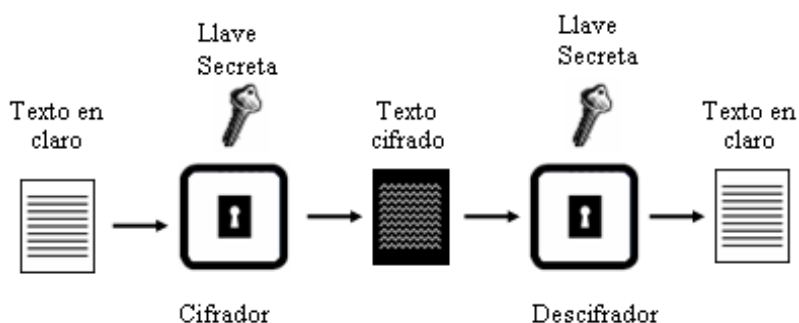 Llave
Secreta
Llave
Secreta
Texto en
claro
Texto
cifrado
Texto en
claro
Cifrador
Descifrador